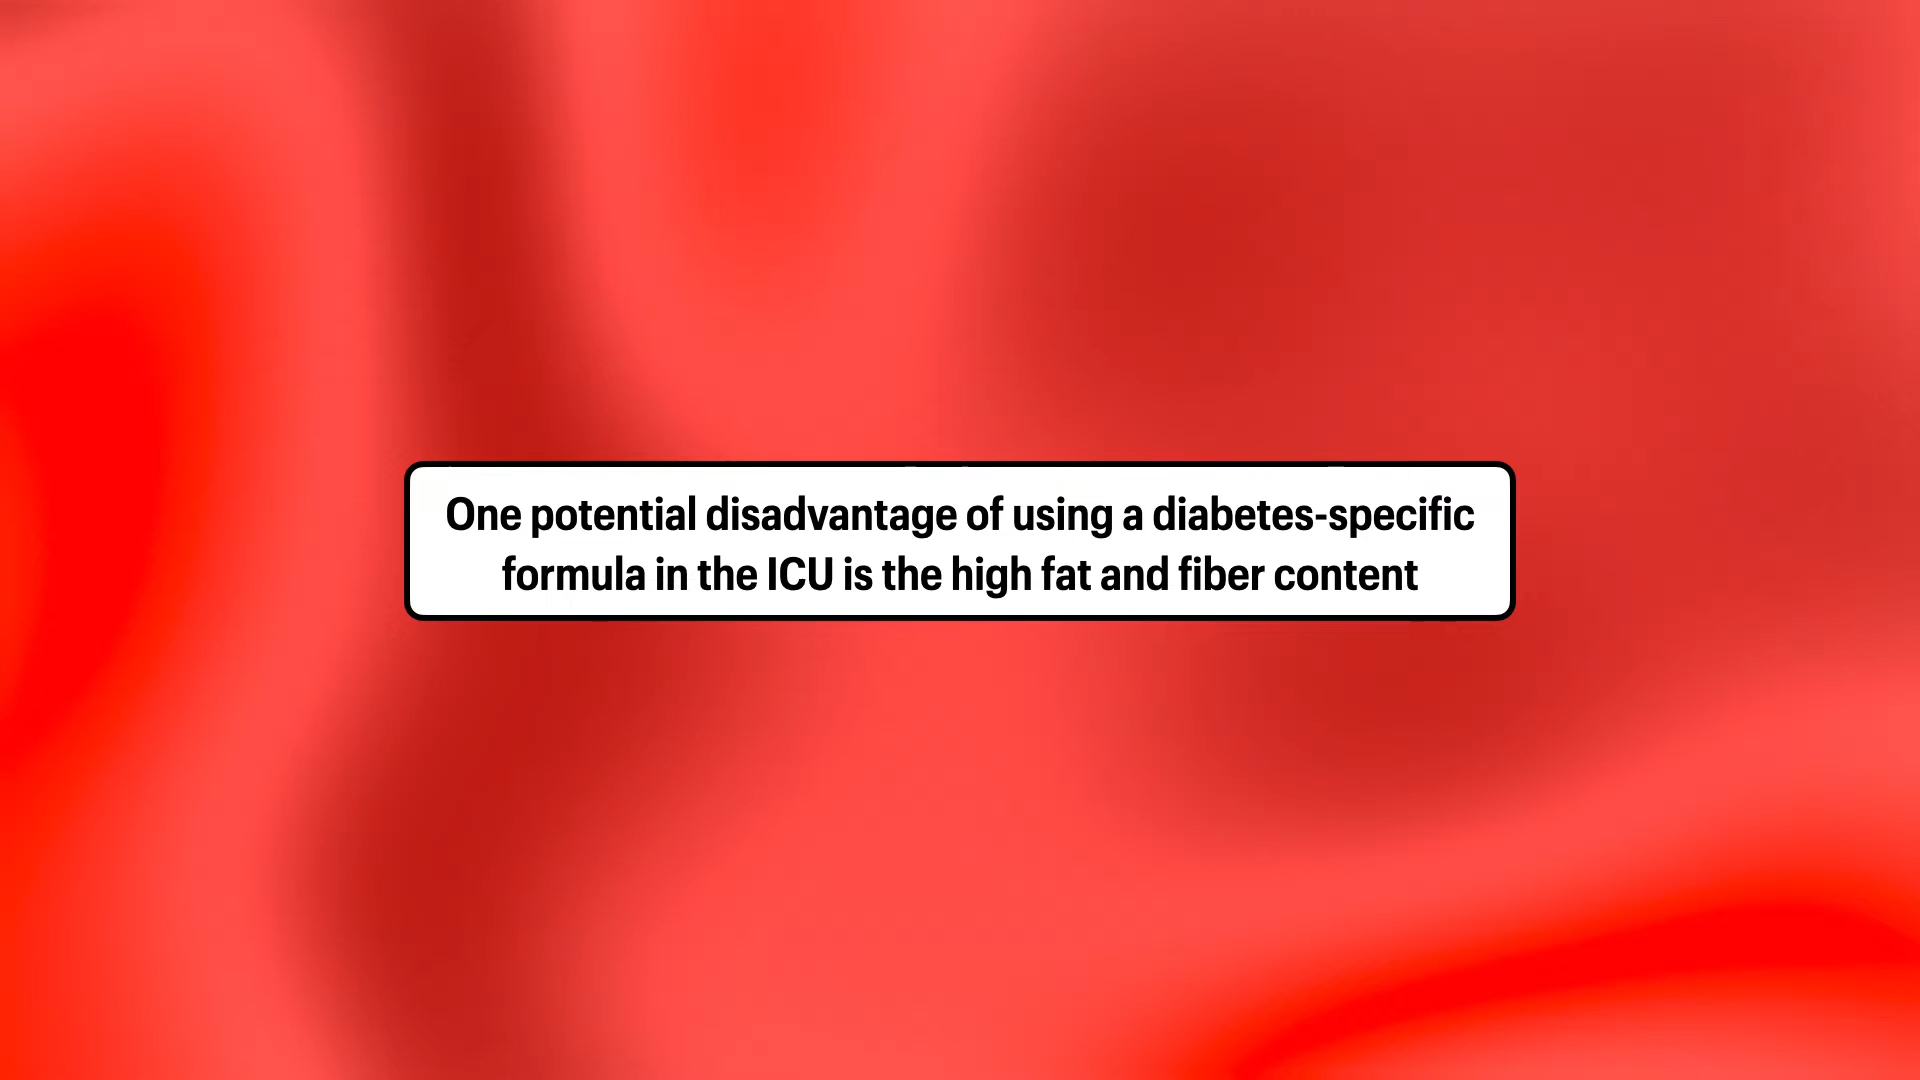 One potential disadvantage of using a diabetes-specific
formula in the ICU is the high fat and fiber content